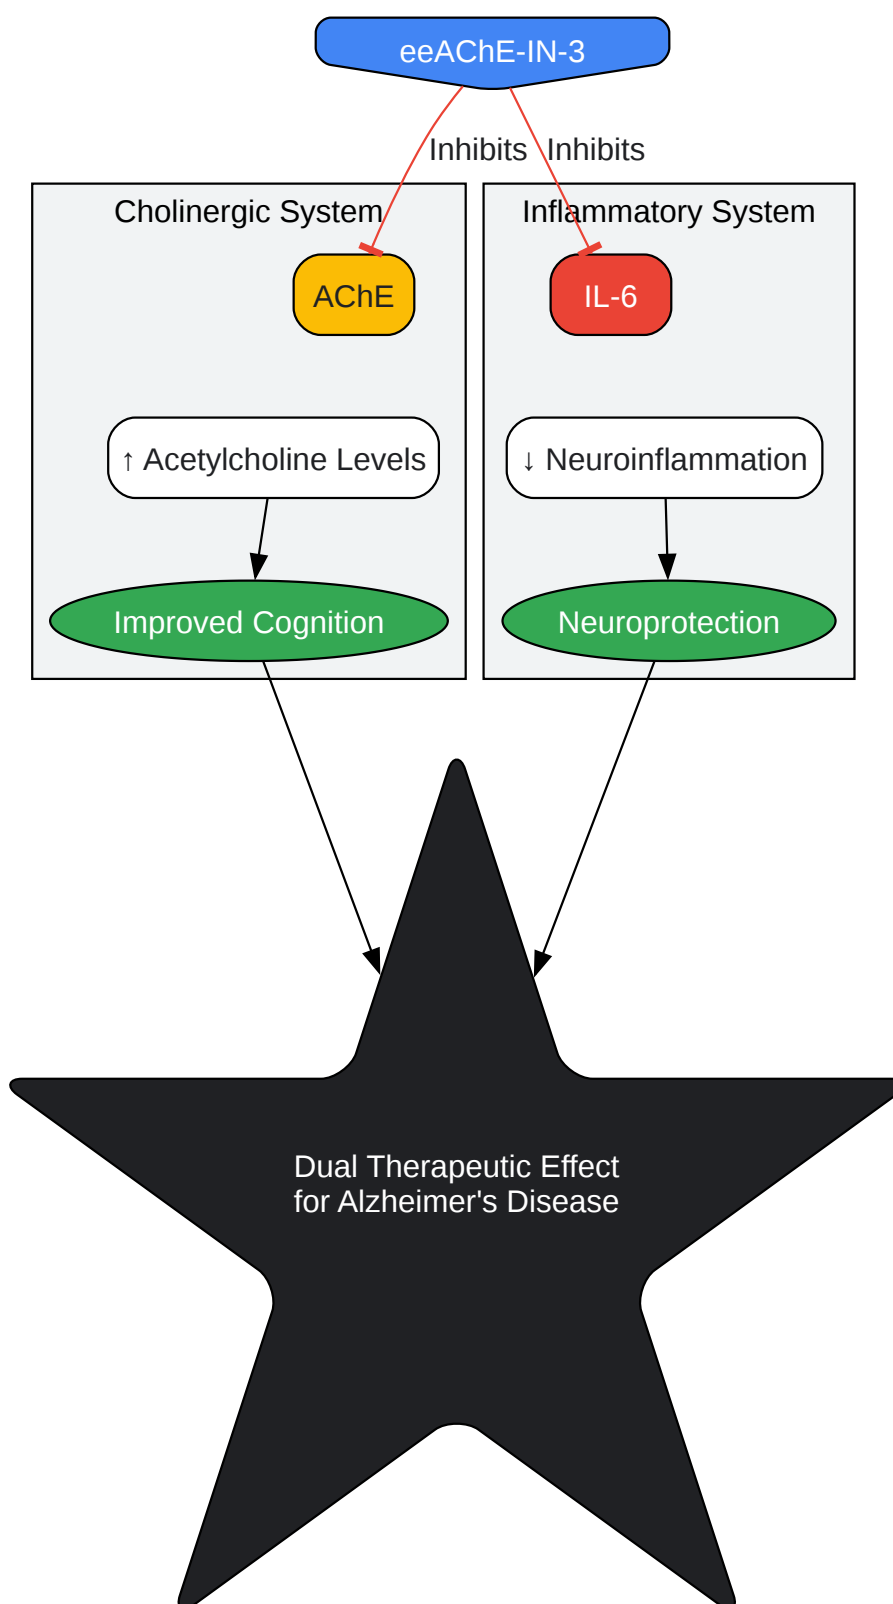 eeAChE-IN-3
Inhibits
Inhibits
Cholinergic System
Inflammatory System
AChE
IL-6
↑ Acetylcholine Levels
↓ Neuroinflammation
Improved Cognition
Neuroprotection
Dual Therapeutic Effect
for Alzheimer's Disease